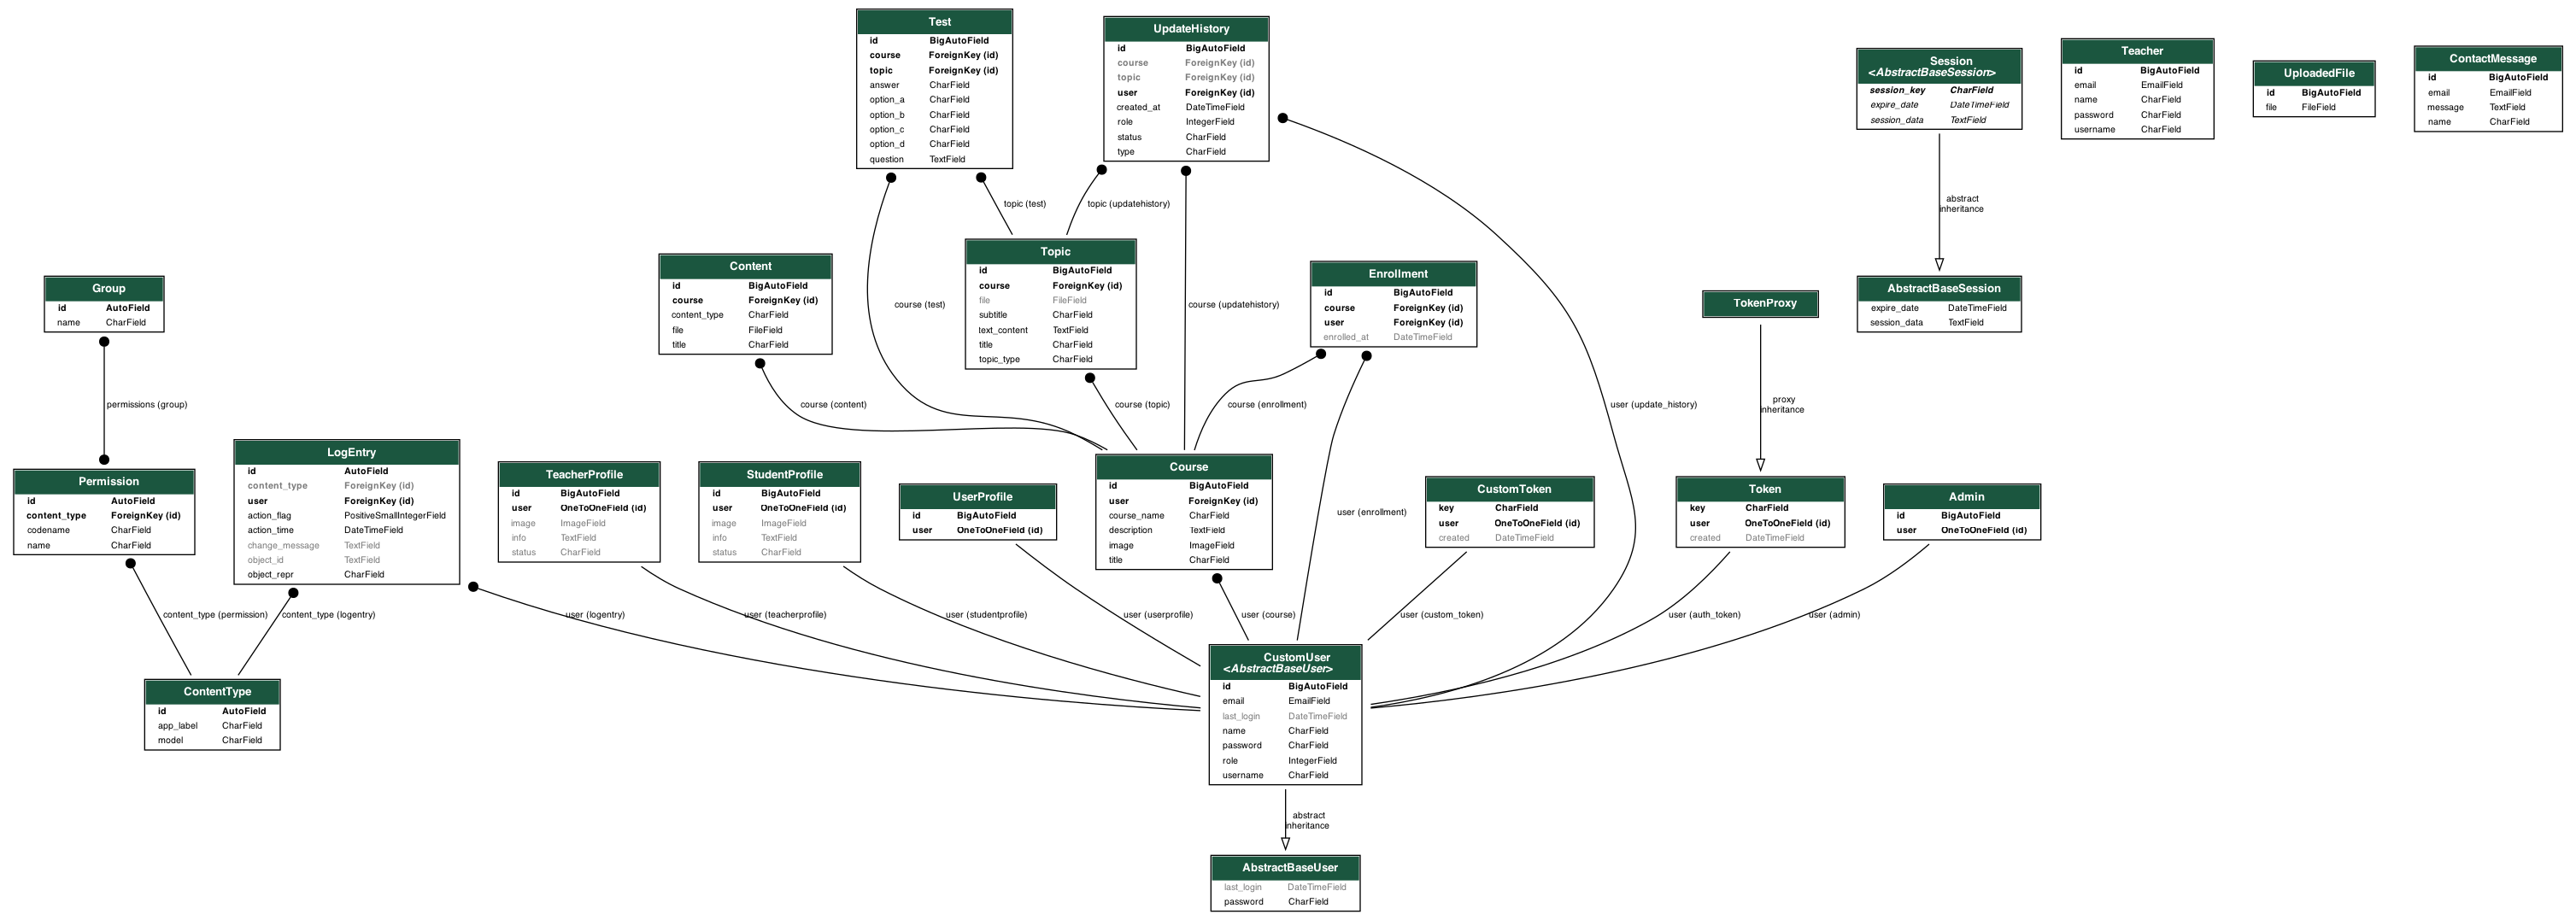 Test
id BigAutoField
course ForeignKey (id)
topic ForeignKey (id)
answer CharField
option_a CharField
option_b CharField
option_c CharField
option_d CharField
question TextField
UpdateHistory
id BigAutoField
course ForeignKey (id)
topic ForeignKey (id)
user ForeignKey (id)
created_at DateTimeField
role IntegerField
status CharField
type CharField
Session
<AbstractBaseSession>
session_key CharField
expire_date DateTimeField
session_data TextField
Teacher
id BigAutoField
email EmailField
name CharField
password CharField
username CharField
UploadedFile
id BigAutoField
file FileField
ContactMessage
id BigAutoField
email EmailField
message TextField
name CharField
topic (test)
topic (updatehistory)
abstract
inheritance
Group
id AutoField
name CharField
Content
id BigAutoField
course ForeignKey (id)
content_type CharField
file FileField
title CharField
course (test)
Topic
id BigAutoField
course ForeignKey (id)
file FileField
subtitle CharField
text_content TextField
title CharField
topic_type CharField
course (updatehistory)
Enrollment
id BigAutoField
course ForeignKey (id)
user ForeignKey (id)
enrolled_at DateTimeField
TokenProxy
AbstractBaseSession
expire_date DateTimeField
session_data TextField
permissions (group)
course (content)
course (topic)
course (enrollment)
user (update_history)
proxy
inheritance
Permission
id AutoField
content_type ForeignKey (id)
codename CharField
name CharField
LogEntry
id AutoField
content_type ForeignKey (id)
user ForeignKey (id)
action_flag PositiveSmallIntegerField
action_time DateTimeField
change_message TextField
object_id TextField
object_repr CharField
TeacherProfile
id BigAutoField
user OneToOneField (id)
image ImageField
info TextField
status CharField
StudentProfile
id BigAutoField
user OneToOneField (id)
image ImageField
info TextField
status CharField
UserProfile
id BigAutoField
user OneToOneField (id)
Course
id BigAutoField
user ForeignKey (id)
course_name CharField
description TextField
image ImageField
title CharField
user (enrollment)
CustomToken
key CharField
user OneToOneField (id)
created DateTimeField
Token
key CharField
user OneToOneField (id)
created DateTimeField
Admin
id BigAutoField
user OneToOneField (id)
content_type (permission)
content_type (logentry)
user (logentry)
user (teacherprofile)
user (studentprofile)
user (userprofile)
user (course)
user (custom_token)
user (auth_token)
user (admin)
ContentType
id AutoField
app_label CharField
model CharField
CustomUser
<AbstractBaseUser>
id BigAutoField
email EmailField
last_login DateTimeField
name CharField
password CharField
role IntegerField
username CharField
abstract
inheritance
AbstractBaseUser
last_login DateTimeField
password CharField